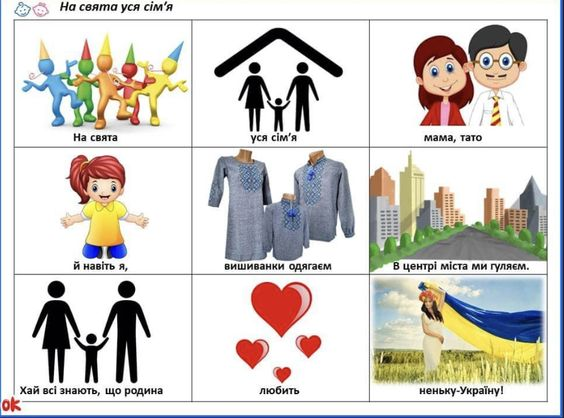 На свята уся сім'я
На свята
уся сім'я
мама, тато
й навіть я,
вишиванки одягаєм
В центрі міста ми гуляєм.
Хай всі знають, що родина
любить
неньку-Україну!
ОК